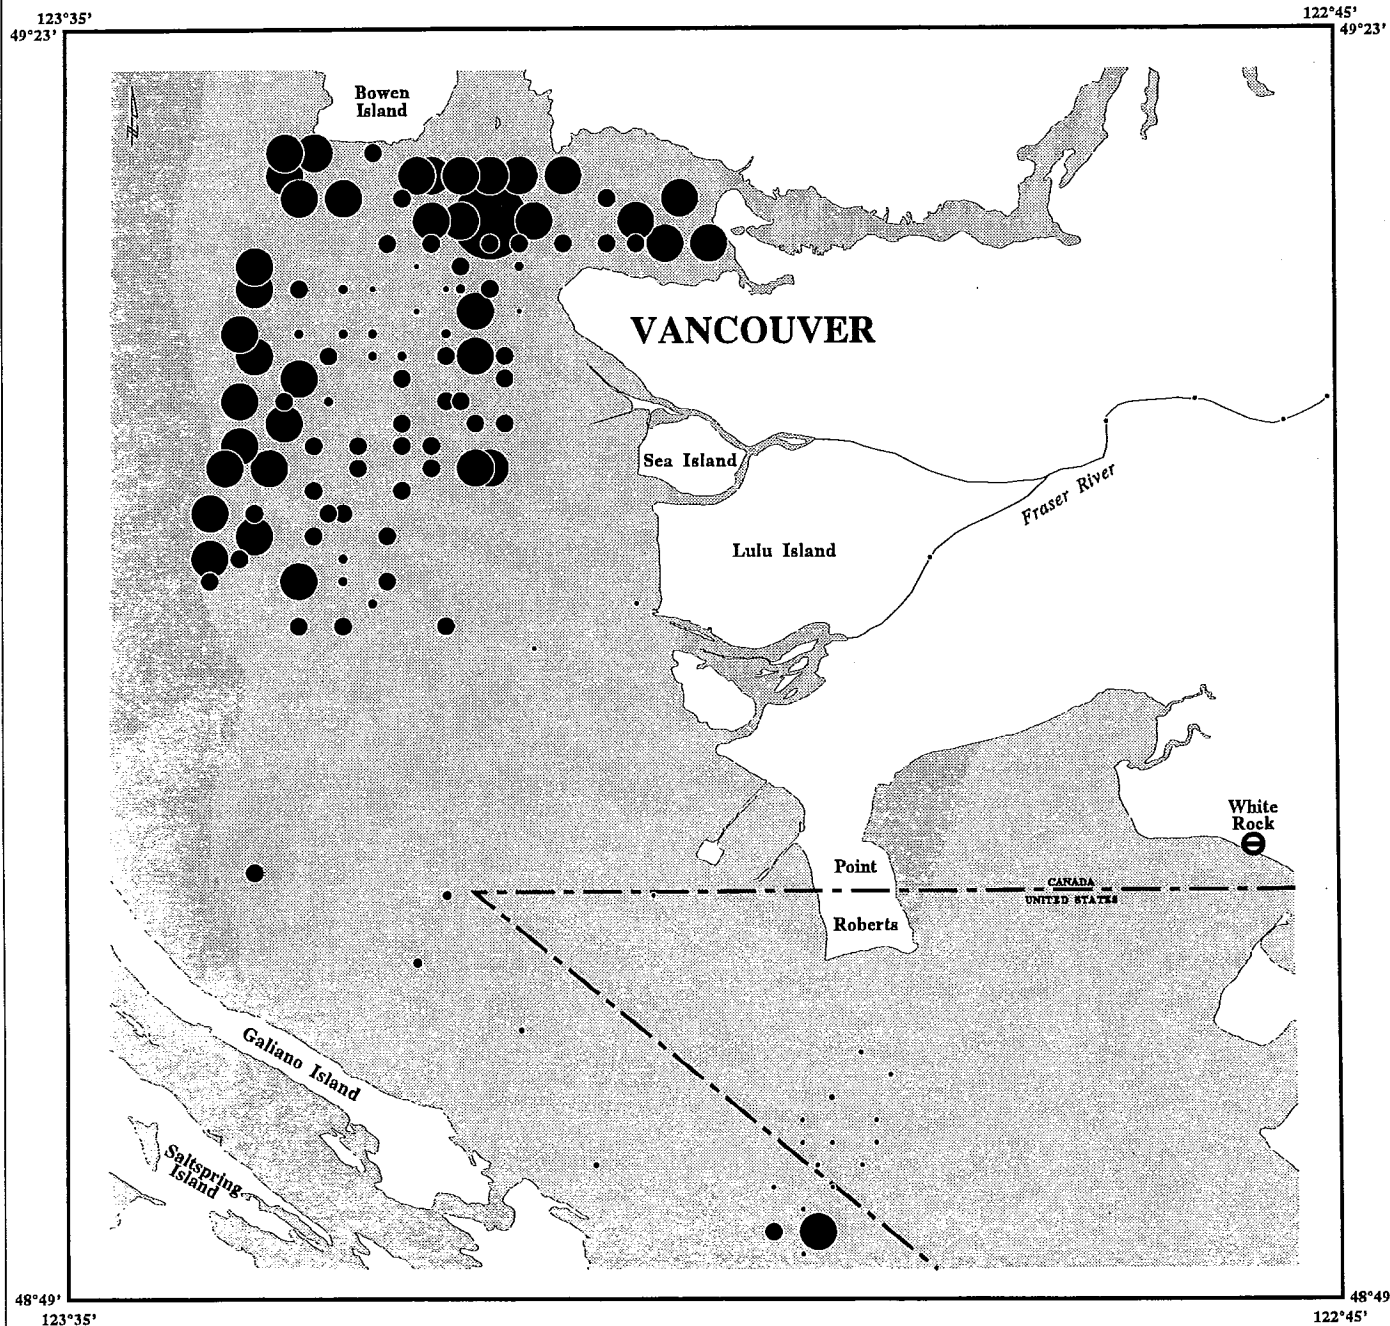 123°35'
122°45'
49°23'
49°23'
N
Bowen
Island
VANCOUVER
Sea Island
Fraser River
Lulu Island
White
Rock
Point
CANADA
UNITED STATES
Roberts
Galiano Island
Saltspring
Island
48°49'
48°49
123°35'
122°45'